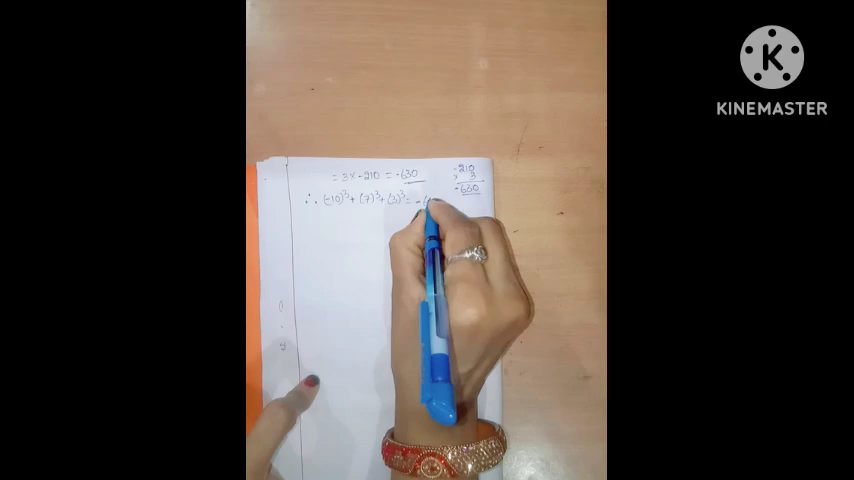 K
KINEMASTER
= 3 x -210 = -630
-210
x 3
-630
∴ (-10)³ + (7)³ + (3)³ = -